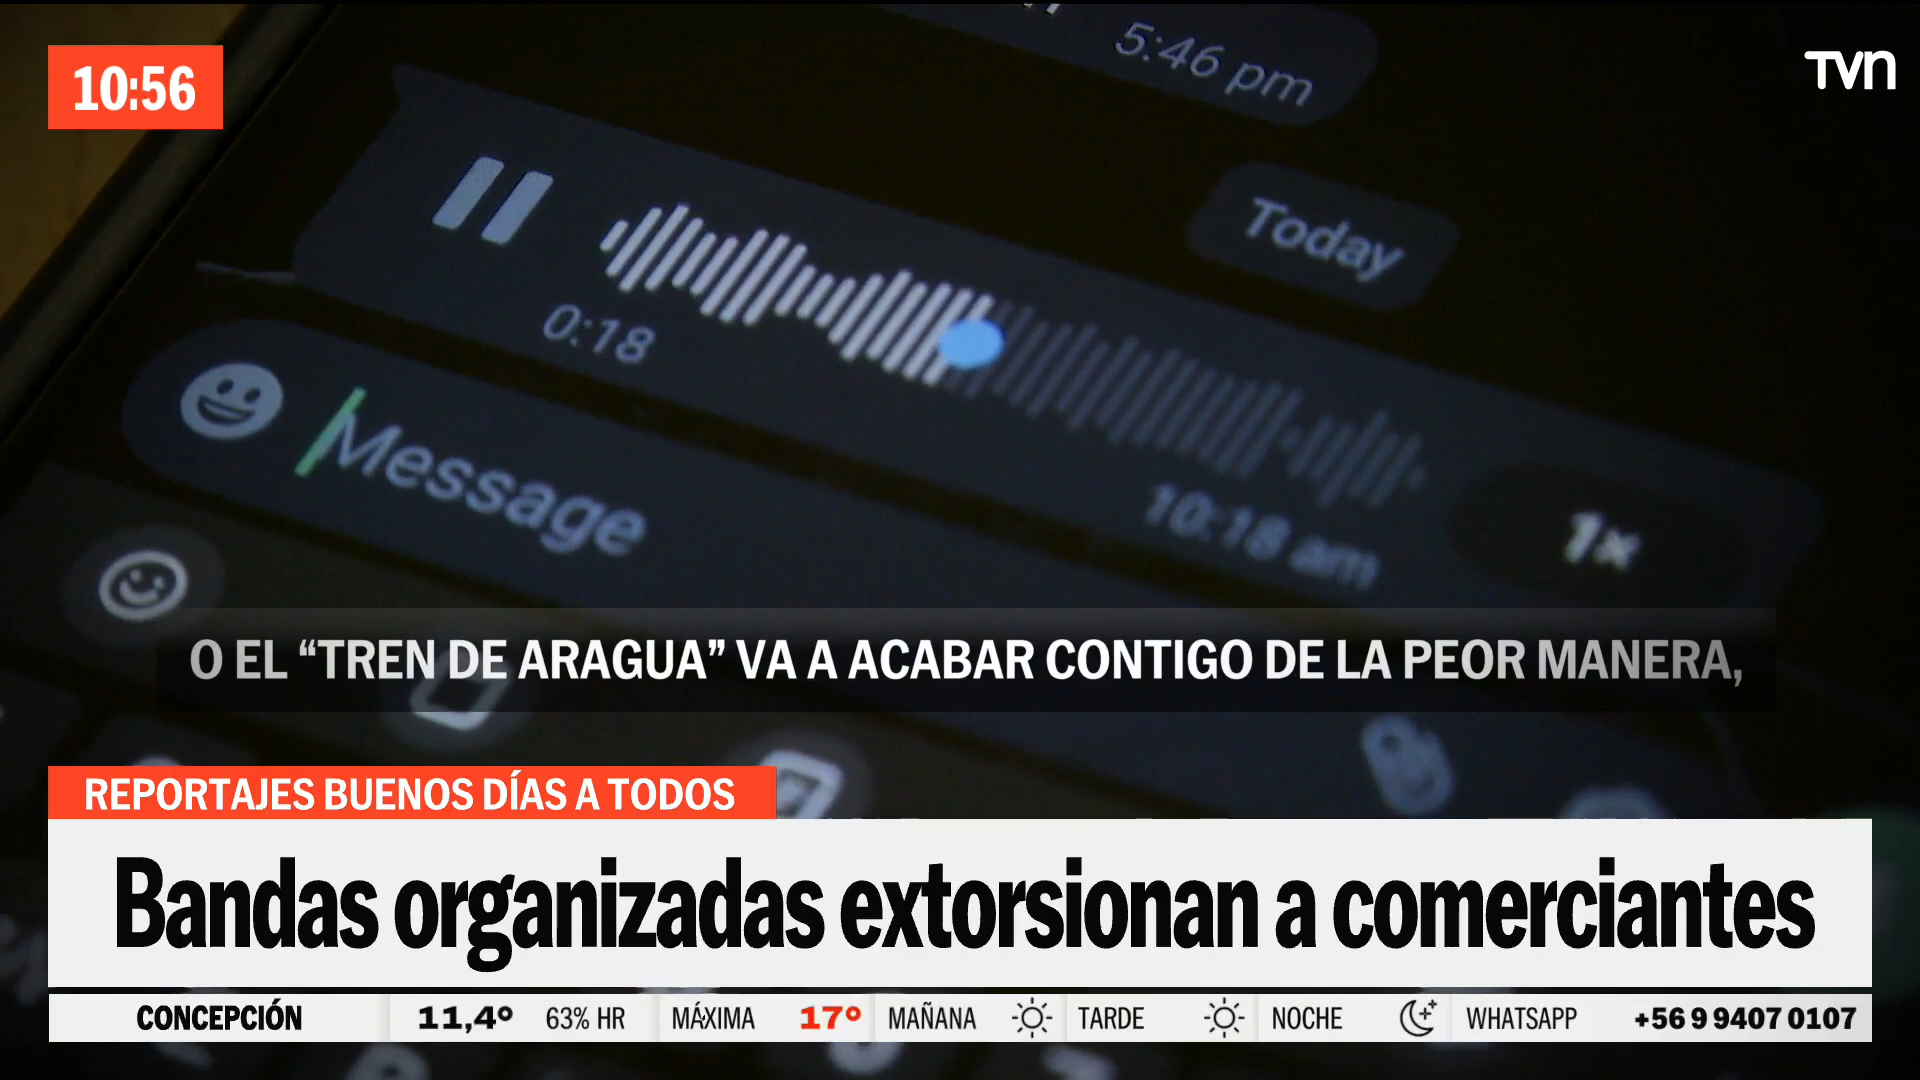 5:46 pm
10:56
TVN
Today
0:18
Message
10:18 am
1×
O EL “TREN DE ARAGUA” VA A ACABAR CONTIGO DE LA PEOR MANERA,
REPORTAJES BUENOS DÍAS A TODOS
Bandas organizadas extorsionan a comerciantes
CONCEPCIÓN 11,4° 63% HR MÁXIMA 17° MAÑANA TARDE NOCHE WHATSAPP +56 9 9407 0107